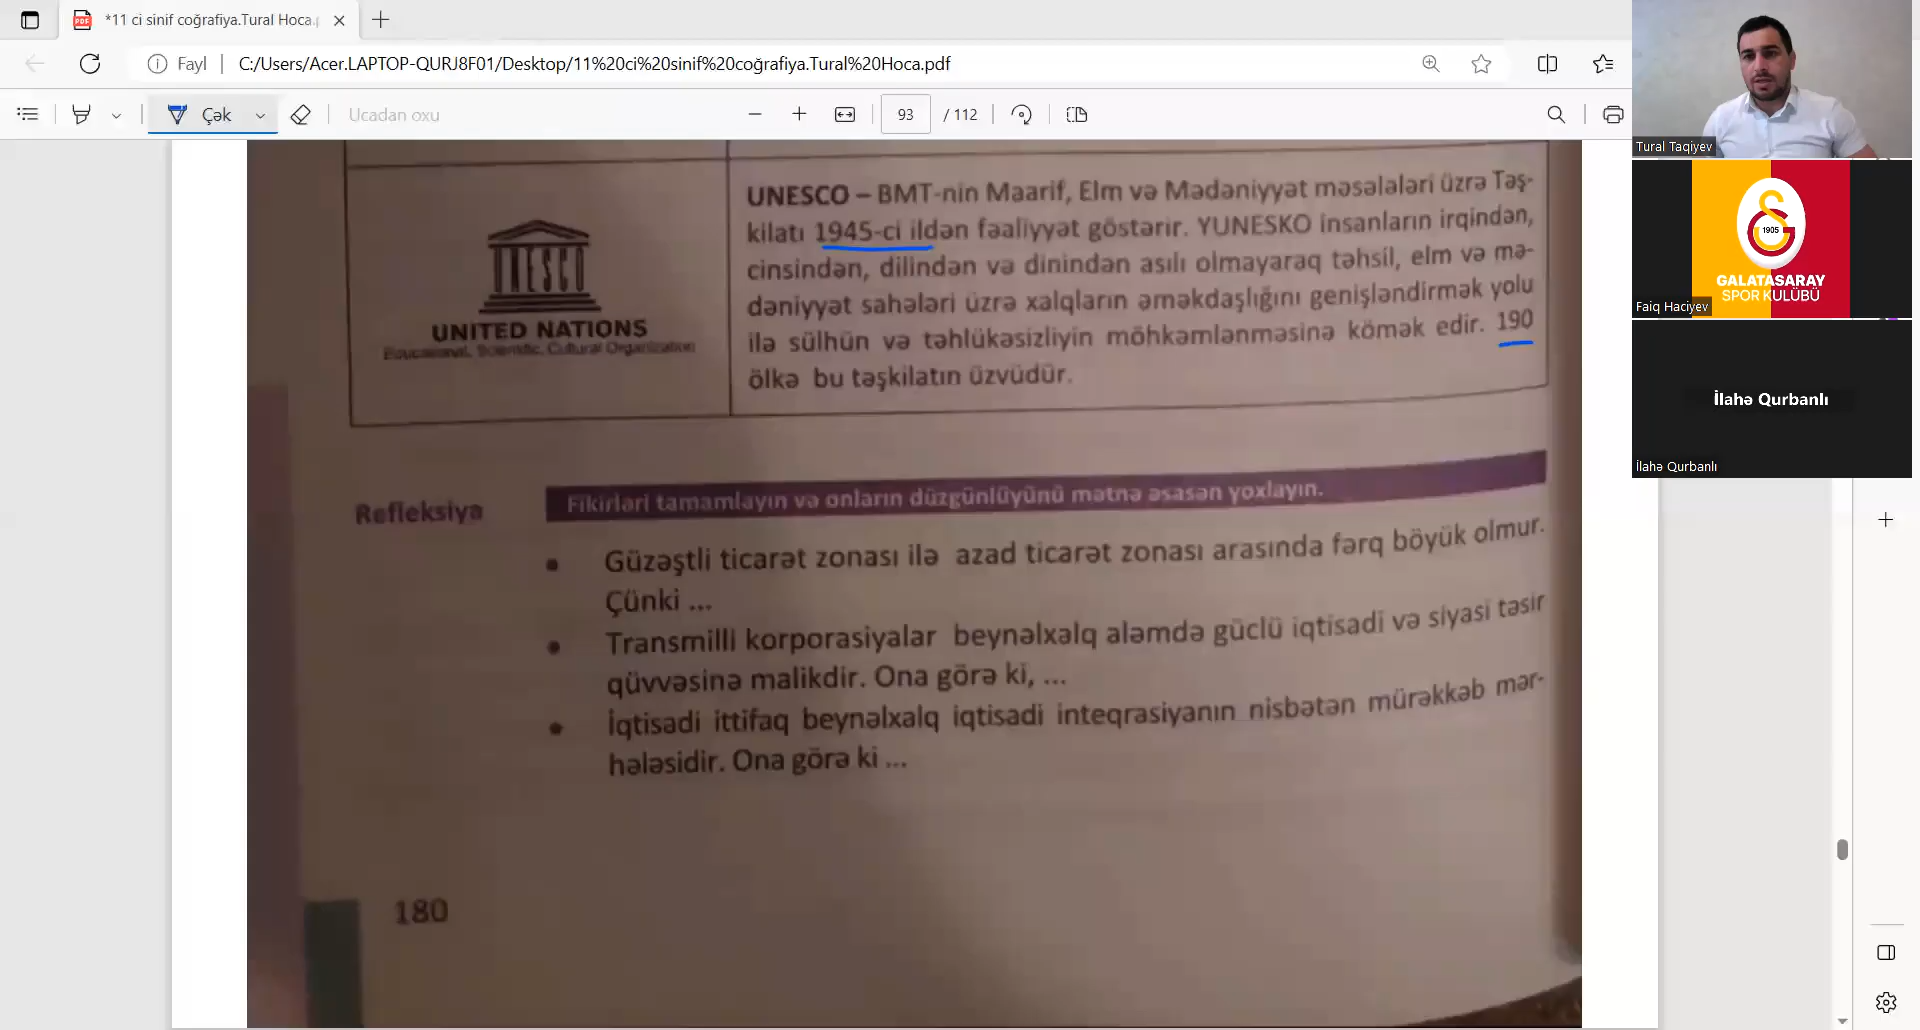 *11 ci sinif coğrafiya.Tural Hoca.p
Fayl
C:/Users/Acer.LAPTOP-QURJ8F01/Desktop/11%20ci%20sinif%20coğrafiya.Tural%20Hoca.pdf
Çək
Ucadan oxu
93 / 112
UNESCO – BMT-nin Maarif, Elm və Mədəniyyət məsələləri üzrə Təş-
kilatı 1945-ci ildən fəaliyyət göstərir. YUNESKO insanların irqindən,
cinsindən, dilindən və dinindən asılı olmayaraq təhsil, elm və mə-
dəniyyət sahələri üzrə xalqların əməkdaşlığını genişləndirmək yolu
ilə sülhün və təhlükəsizliyin möhkəmlənməsinə kömək edir. 190
ölkə bu təşkilatın üzvüdür.
UNESCO
UNITED NATIONS
Educational, Scientific, Cultural Organization
Refleksiya
Fikirləri tamamlayın və onların düzgünlüyünü mətnə əsasən yoxlayın.
• Güzəştli ticarət zonası ilə azad ticarət zonası arasında fərq böyük olmur.
Çünki ...
• Transmilli korporasiyalar beynəlxalq aləmdə güclü iqtisadi və siyasi təsir
qüvvəsinə malikdir. Ona görə ki, ...
• İqtisadi ittifaq beynəlxalq iqtisadi inteqrasiyanın nisbətən mürəkkəb mər-
hələsidir. Ona görə ki ...
180
Tural Taqiyev
1905
GALATASARAY
SPOR KULÜBÜ
Faiq Haciyev
İlahə Qurbanlı
İlahə Qurbanlı